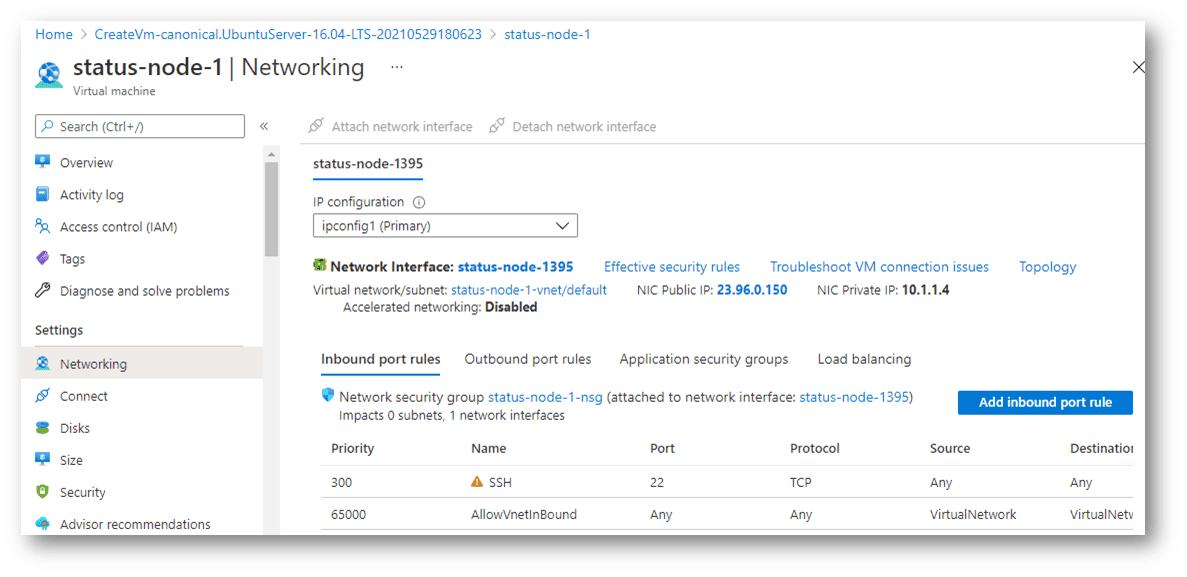 Home > CreateVm-canonical.UbuntuServer-16.04-LTS-20210529180623 > status-node-1
status-node-1 | Networking ...
Virtual machine
Search (Ctrl+/)
«
Overview
Activity log
Access control (IAM)
Tags
Diagnose and solve problems
Settings
Networking
Connect
Disks
Size
Security
Advisor recommendations
Attach network interface Detach network interface
status-node-1395
IP configuration
ipconfig1 (Primary)
Network Interface: status-node-1395 Effective security rules Troubleshoot VM connection issues Topology
Virtual network/subnet: status-node-1-vnet/default NIC Public IP: 23.96.0.150 NIC Private IP: 10.1.1.4
Accelerated networking: Disabled
Inbound port rules Outbound port rules Application security groups Load balancing
Network security group status-node-1-nsg (attached to network interface: status-node-1395)
Impacts 0 subnets, 1 network interfaces
Add inbound port rule
Priority Name Port Protocol Source Destination
300 SSH 22 TCP Any Any
65000 AllowVnetInBound Any Any VirtualNetwork VirtualNetw